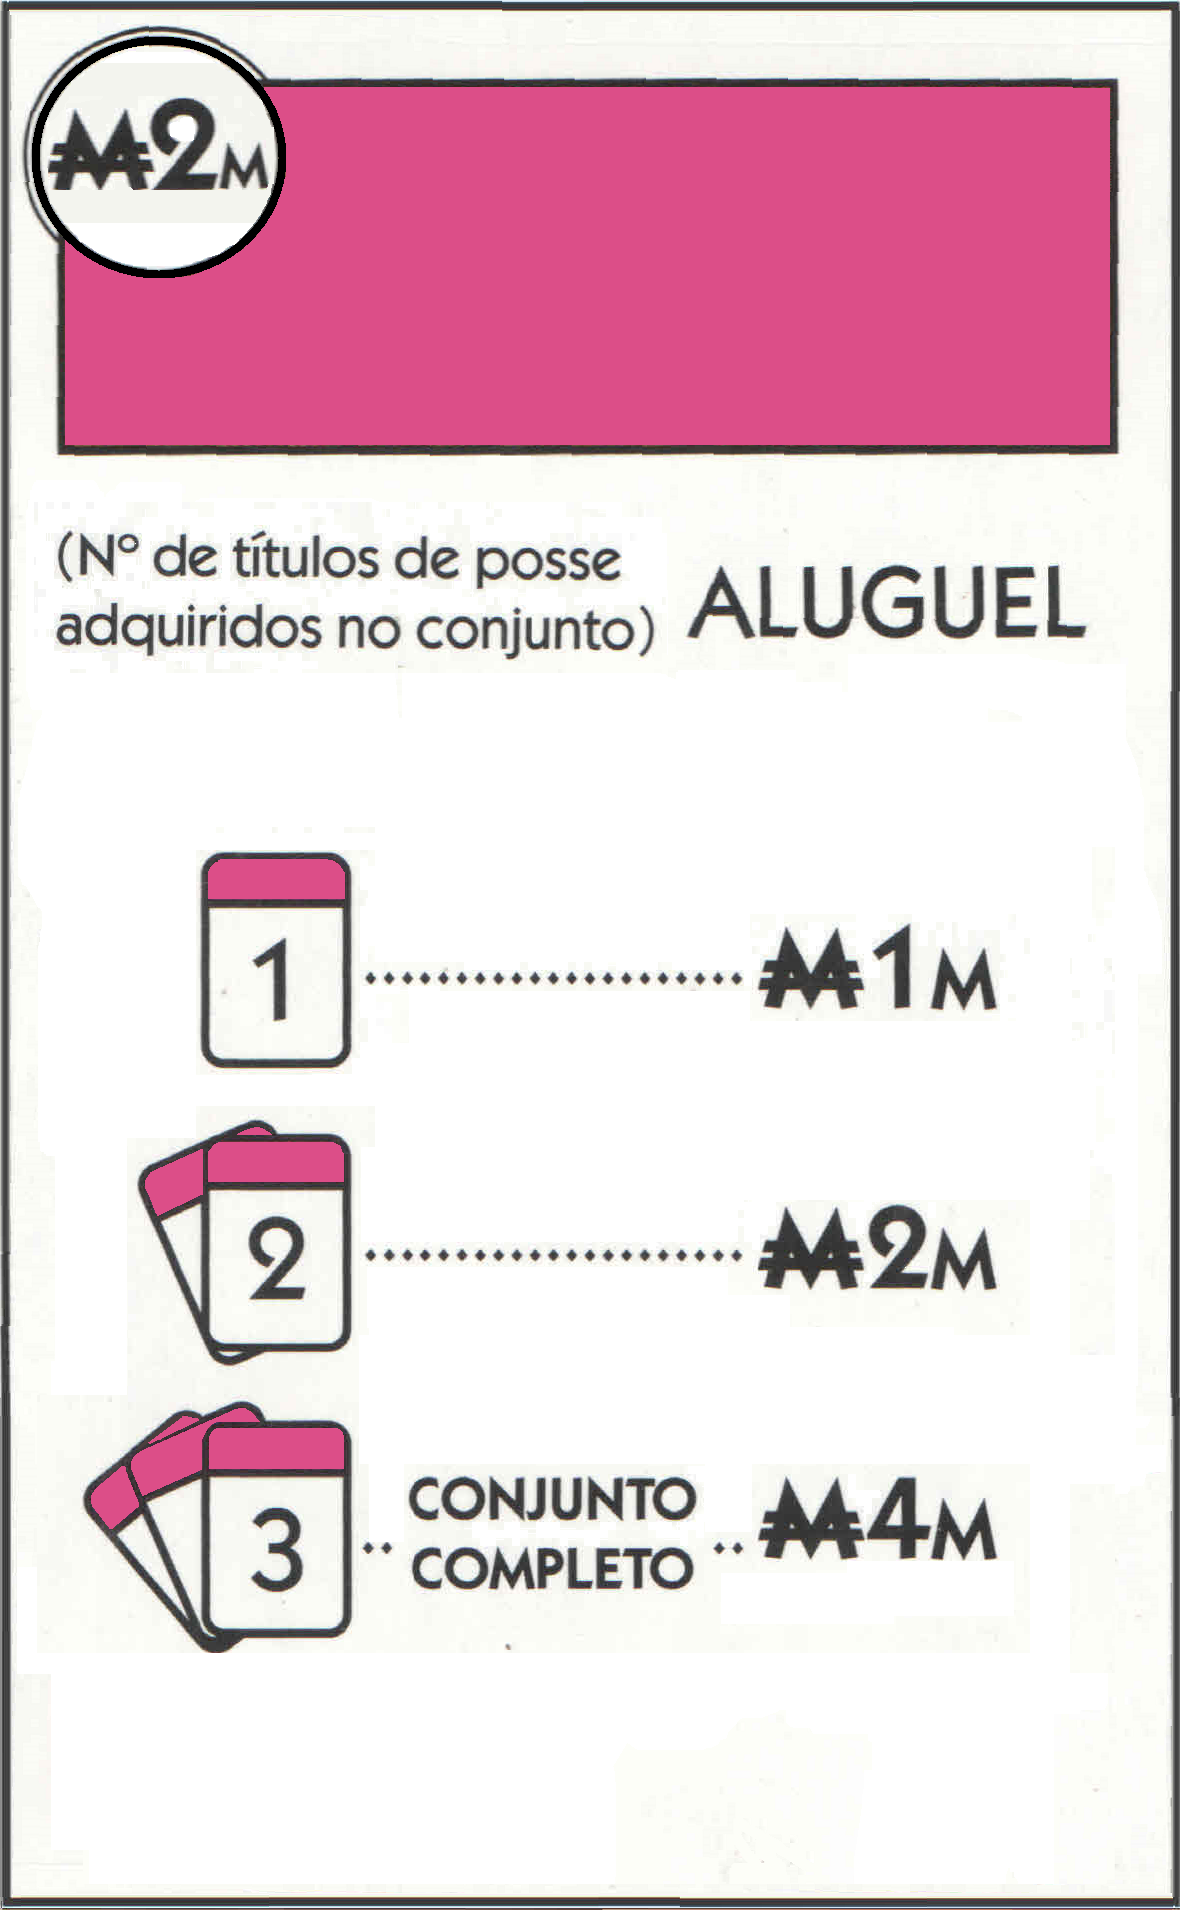 ₩2M
(Nº de títulos de posse
adquiridos no conjunto)
ALUGUEL
1 ₩1M
2 ₩2M
3 CONJUNTO COMPLETO ₩4M